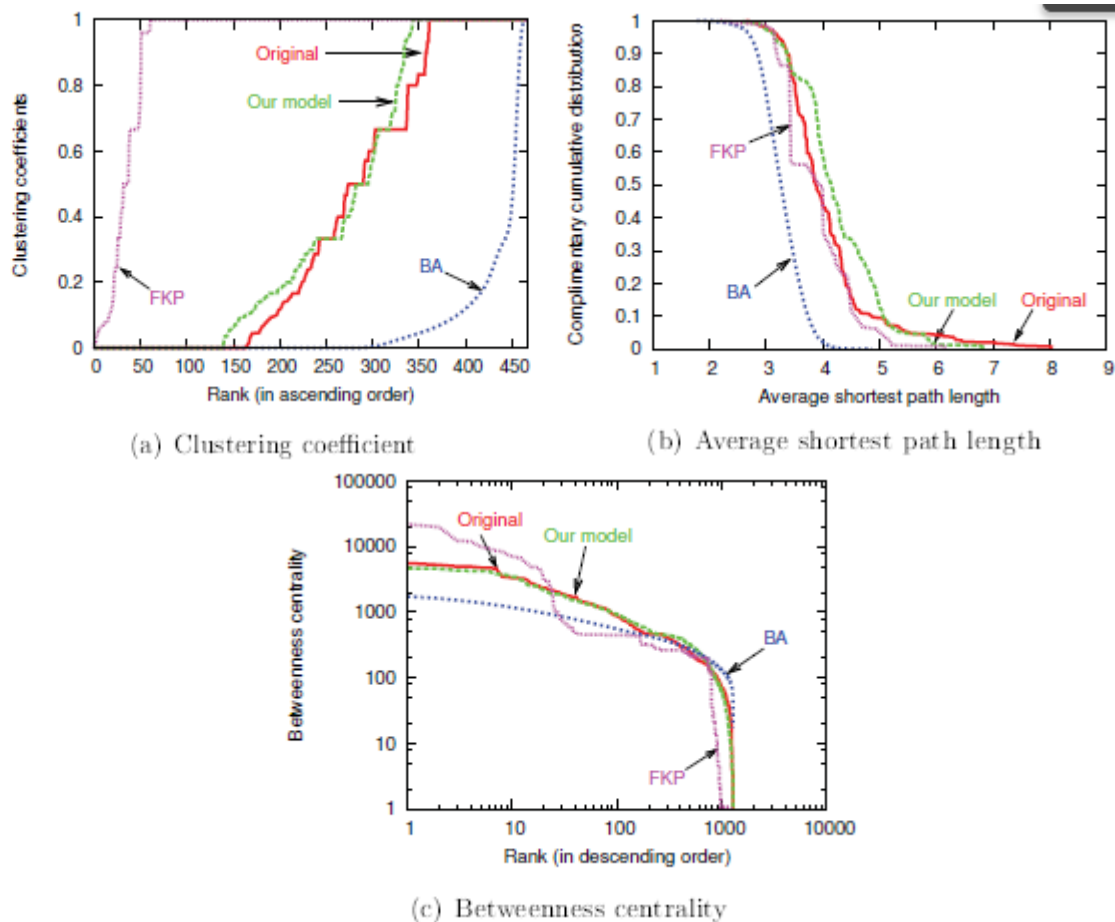 Clustering coefficients
1
0.8
0.6
0.4
0.2
0
Original
Our model
BA
FKP
0 50 100 150 200 250 300 350 400 450
Rank (in ascending order)
(a) Clustering coefficient
Complimentary cumulative distribution
1
0.9
0.8
0.7
0.6
0.5
0.4
0.3
0.2
0.1
0
FKP
BA
Our model
Original
1 2 3 4 5 6 7 8 9
Average shortest path length
(b) Average shortest path length
Betweenness centrality
100000
10000
1000
100
10
1
Original
Our model
BA
FKP
1 10 100 1000 10000
Rank (in descending order)
(c) Betweenness centrality